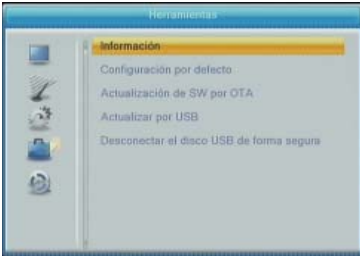 Herramientas
Información
Configuración por defecto
Actualización de SW por OTA
Actualizar por USB
Desconectar el disco USB de forma segura